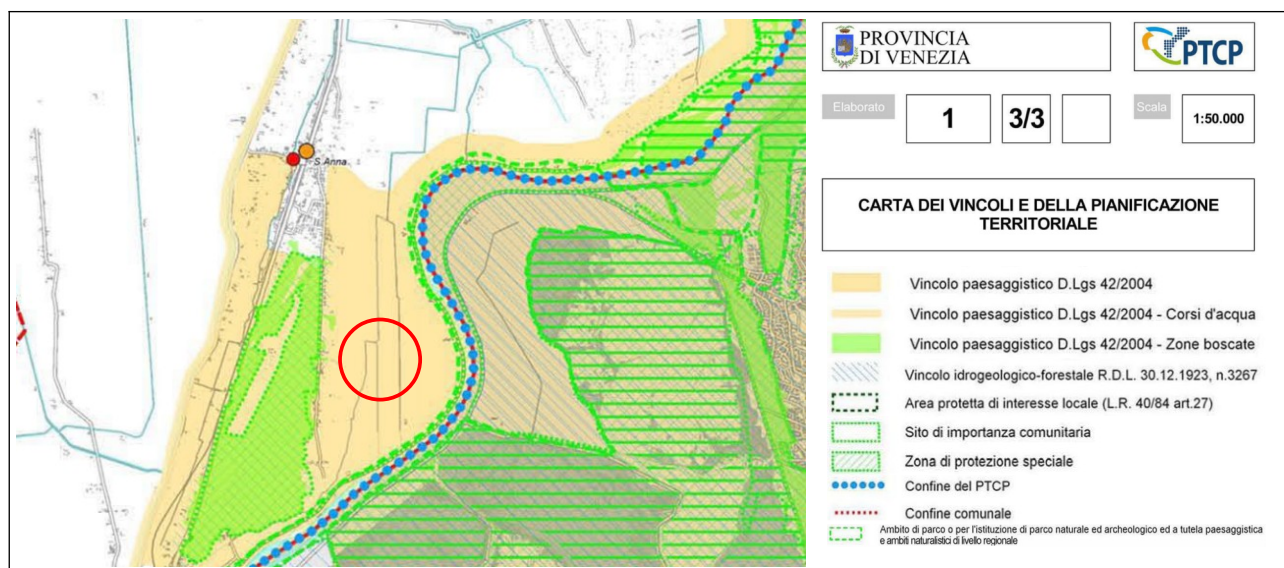 S. Anna
PROVINCIA
DI VENEZIA
PTCP
Elaborato
1
3/3
Scala
1:50.000
CARTA DEI VINCOLI E DELLA PIANIFICAZIONE
TERRITORIALE
Vincolo paesaggistico D.Lgs 42/2004
Vincolo paesaggistico D.Lgs 42/2004 - Corsi d'acqua
Vincolo paesaggistico D.Lgs 42/2004 - Zone boscate
Vincolo idrogeologico-forestale R.D.L. 30.12.1923, n.3267
Area protetta di interesse locale (L.R. 40/84 art.27)
Sito di importanza comunitaria
Zona di protezione speciale
Confine del PTCP
Confine comunale
Ambito di parco o per l'istituzione di parco naturale ed archeologico ed a tutela paesaggistica
e ambiti naturalistici di livello regionale